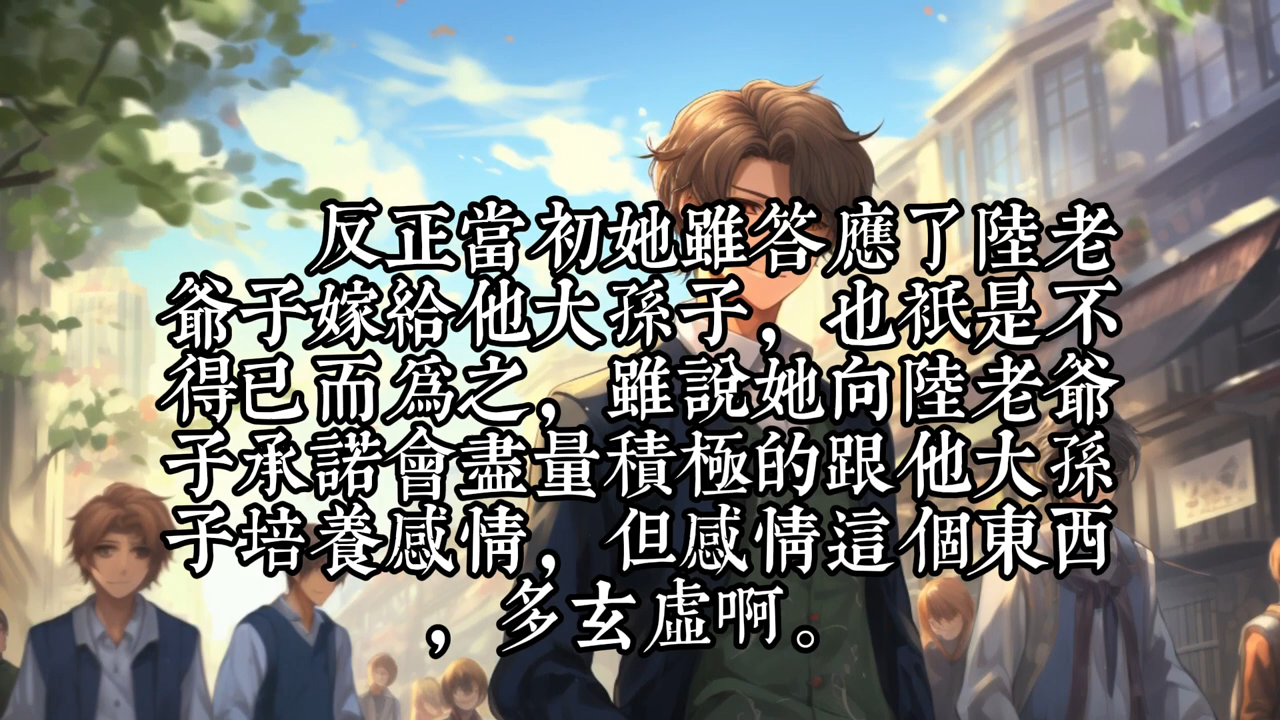 反正當初她雖答應了陸老
爺子嫁給他大孫子，也祇是不
得已而爲之，雖說她向陸老爺
子承諾會盡量積極的跟他大孫
子培養感情，但感情這個東西
，多玄虛啊。